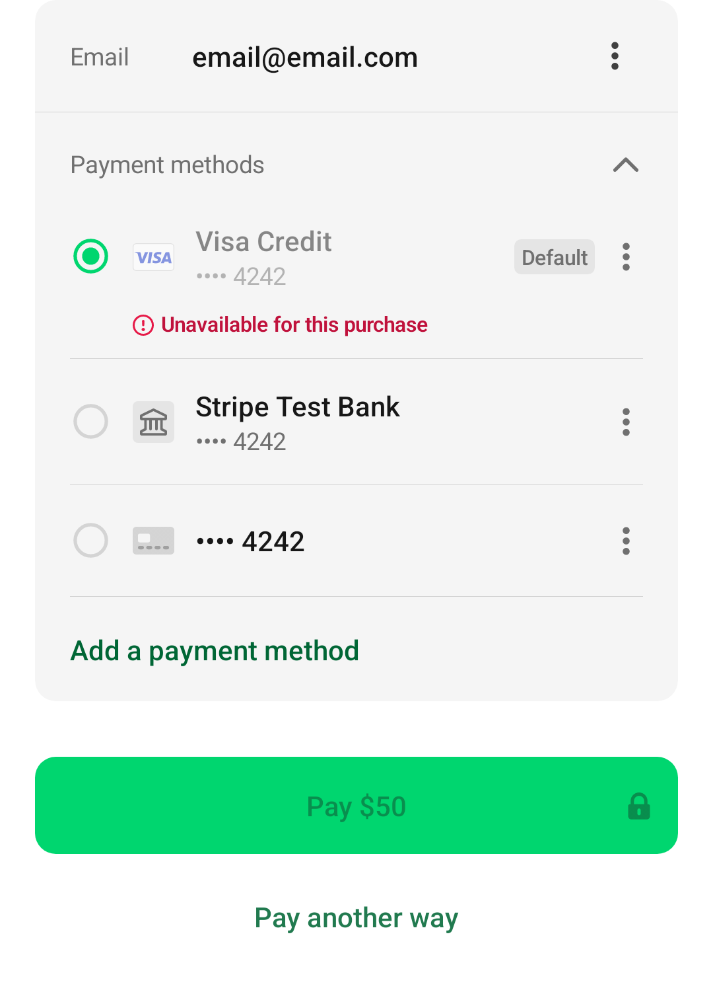 Email email@email.com
Payment methods
VISA Visa Credit Default
•••• 4242
Unavailable for this purchase
Stripe Test Bank
•••• 4242
•••• 4242
Add a payment method
Pay $50
Pay another way